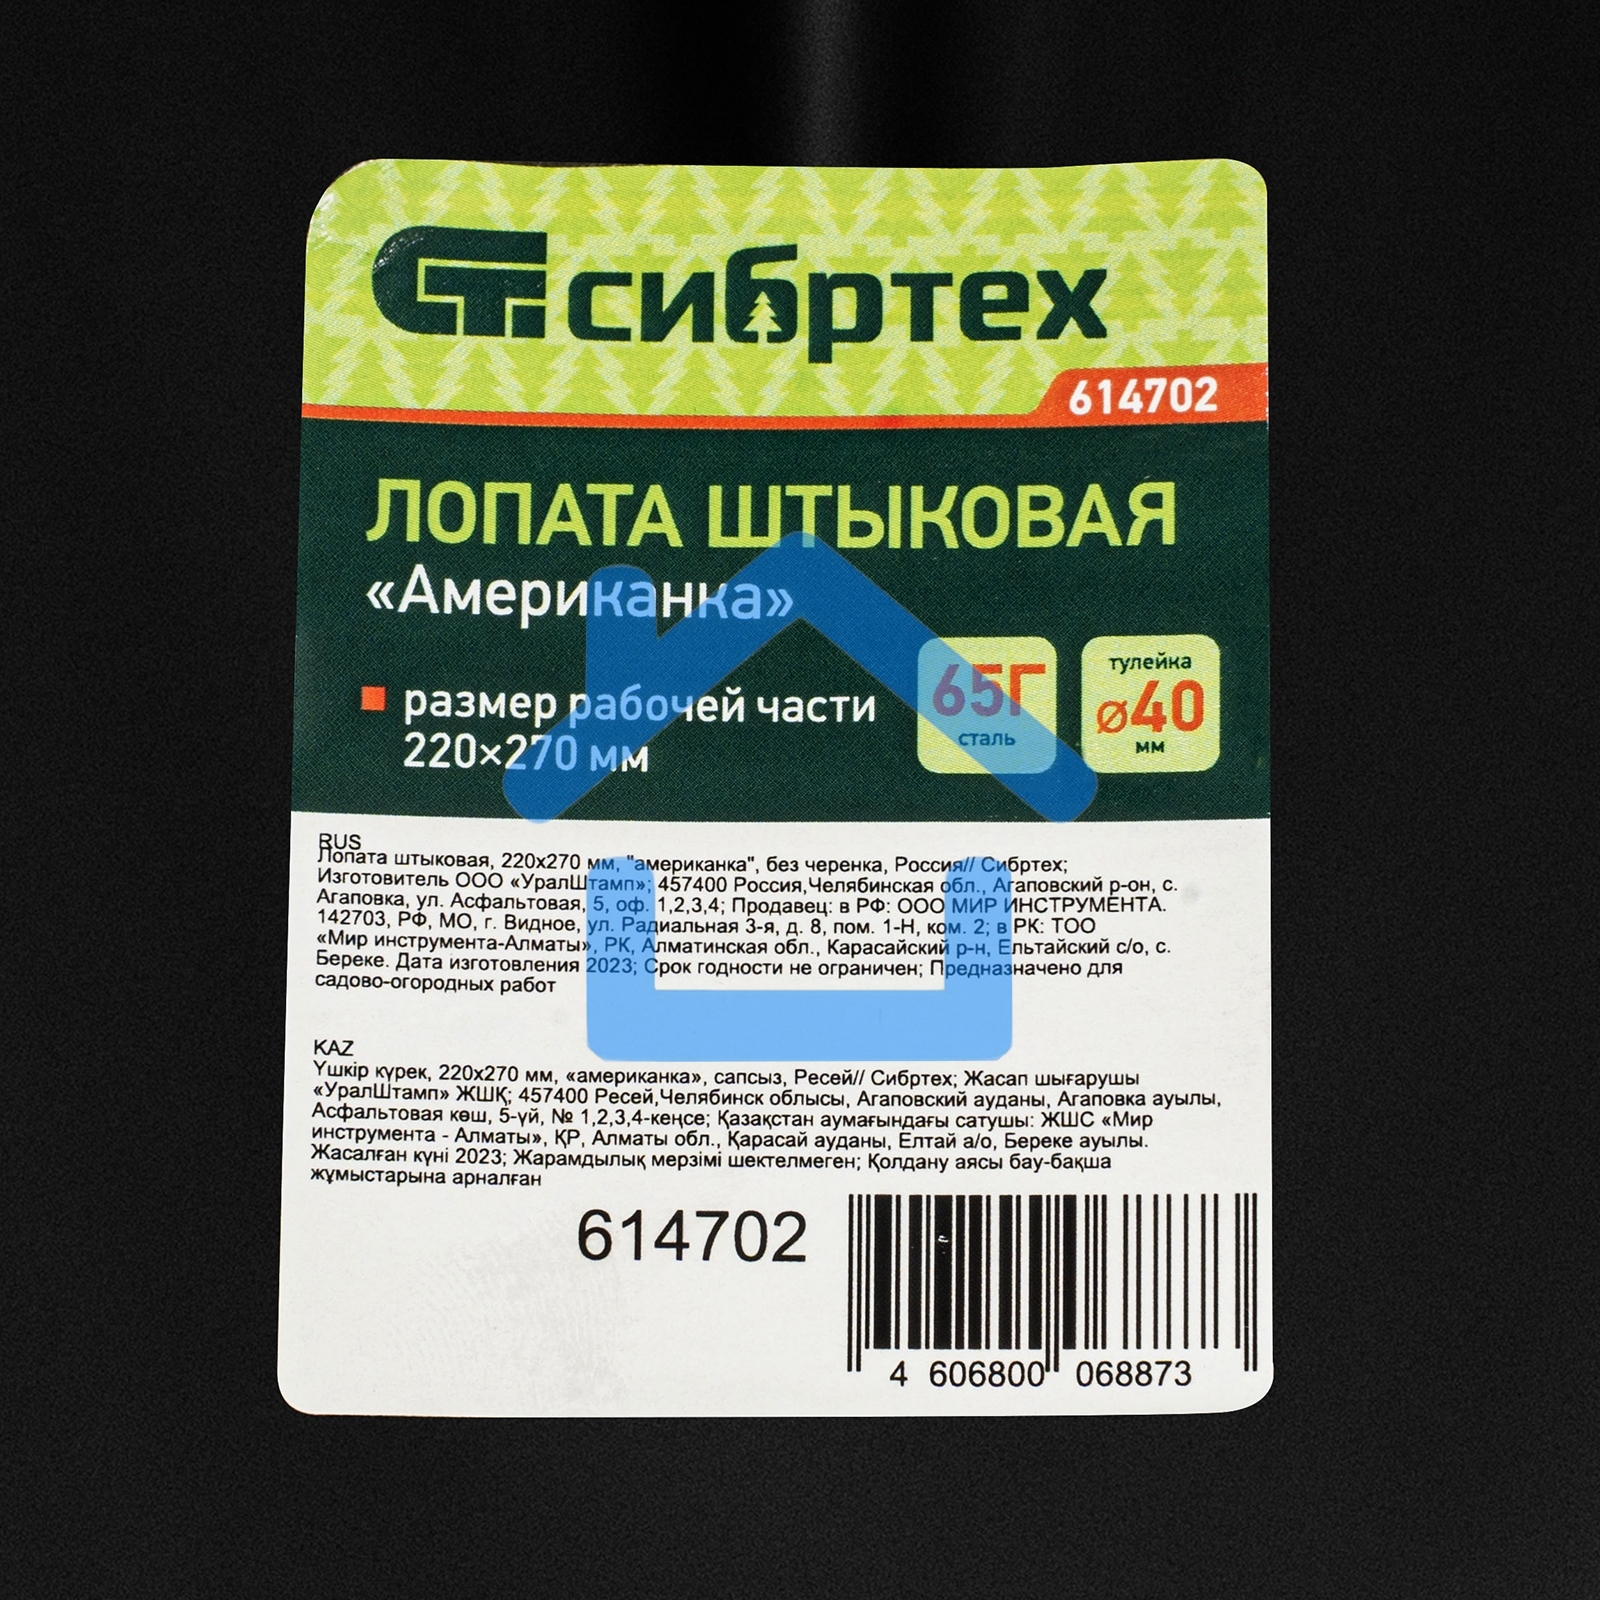 сибртех
614702
ЛОПАТА ШТЫКОВАЯ
«Американка»
размер рабочей части
220×270 мм
65Г
сталь
тулейка
ø40
мм
RUS
Лопата штыковая, 220х270 мм, "американка", без черенка, Россия// Сибртех;
Изготовитель ООО «УралШтамп»; 457400 Россия,Челябинская обл., Агаповский р-он, с.
Агаповка, ул. Асфальтовая, 5, оф. 1,2,3,4; Продавец: в РФ: ООО МИР ИНСТРУМЕНТА.
142703, РФ, МО, г. Видное, ул. Радиальная 3-я, д. 8, пом. 1-Н, ком. 2; в РК: ТОО
«Мир инструмента-Алматы», РК, Алматинская обл., Карасайский р-н, Ельтайский с/о, с.
Береке. Дата изготовления 2023; Срок годности не ограничен; Предназначено для
садово-огородных работ
KAZ
Үшкір күрек, 220х270 мм, «американка», сапсыз, Ресей// Сибртех; Жасап шығарушы
«УралШтамп» ЖШҚ; 457400 Ресей,Челябинск облысы, Агаповский ауданы, Агаповка ауылы,
Асфальтовая көш, 5-үй, № 1,2,3,4-кеңсе; Қазақстан аумағындағы сатушы: ЖШС «Мир
инструмента - Алматы», ҚР, Алматы обл., Қарасай ауданы, Елтай а/о, Береке ауылы.
Жасалған күні 2023; Жарамдылық мерзімі шектелмеген; Қолдану аясы бау-бақша
жұмыстарына арналған
614702
4 606800 068873